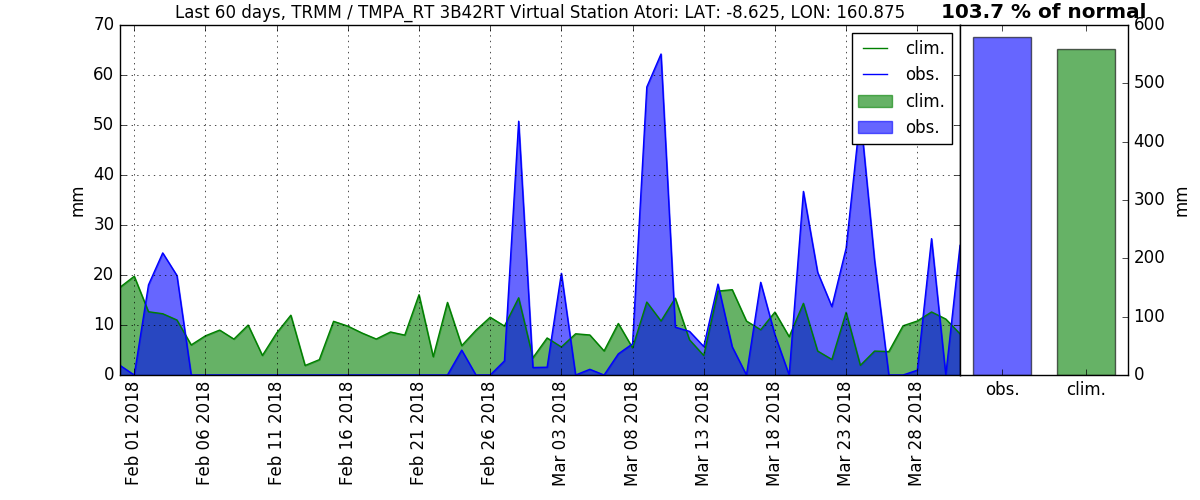 Last 60 days, TRMM / TMPA_RT 3B42RT Virtual Station Atori: LAT: -8.625, LON: 160.875
103.7 % of normal
70
60
50
40
30
20
10
0
mm
clim.
obs.
clim.
obs.
600
500
400
300
200
100
0
mm
obs.
clim.
Feb 01 2018
Feb 06 2018
Feb 11 2018
Feb 16 2018
Feb 21 2018
Feb 26 2018
Mar 03 2018
Mar 08 2018
Mar 13 2018
Mar 18 2018
Mar 23 2018
Mar 28 2018